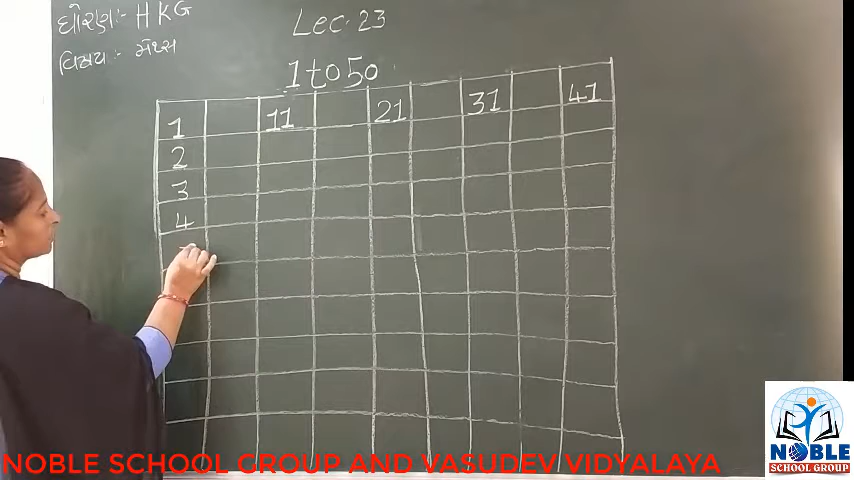 ધોરણ:- HKG
Lec. 23
વિષય:- મેથ્સ
1 to 50
1 11 21 31 41
2
3
4
NOBLE
SCHOOL GROUP
NOBLE SCHOOL GROUP AND VASUDEV VIDYALAYA